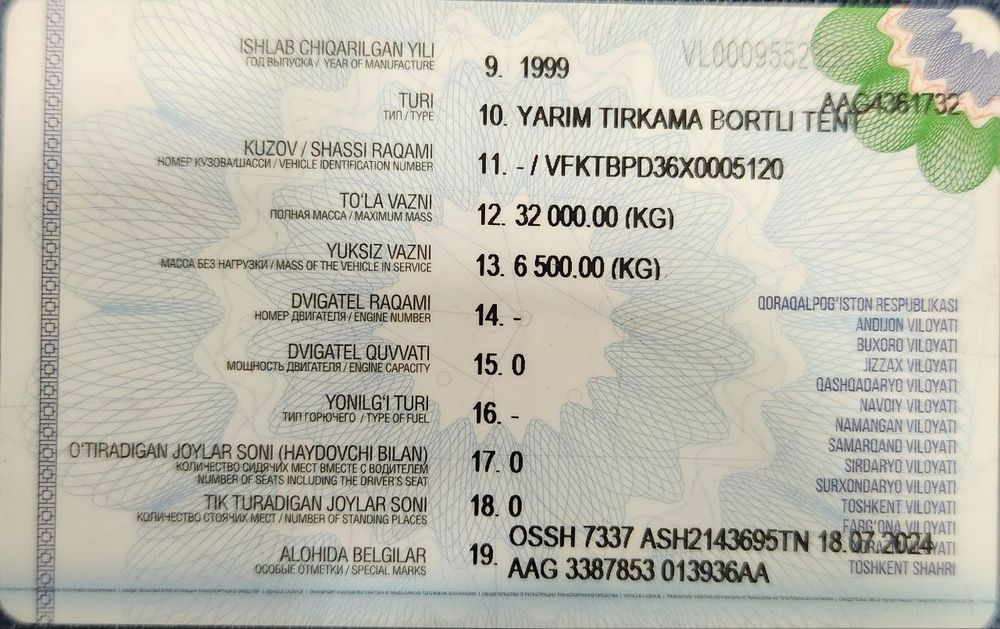 ISHLAB CHIQARILGAN YILI
ГОД ВЫПУСКА / YEAR OF MANUFACTURE
9. 1999
AAG4361732
TURI
ТИП / TYPE
10. YARIM TIRKAMA BORTLI TENT
KUZOV / SHASSI RAQAMI
НОМЕР КУЗОВА/ШАССИ / VEHICLE IDENTIFICATION NUMBER
11. - / VFKTBPD36X0005120
TO'LA VAZNI
ПОЛНАЯ МАССА / MAXIMUM MASS
12. 32 000.00 (KG)
YUKSIZ VAZNI
МАССА БЕЗ НАГРУЗКИ / MASS OF THE VEHICLE IN SERVICE
13. 6 500.00 (KG)
DVIGATEL RAQAMI
НОМЕР ДВИГАТЕЛЯ / ENGINE NUMBER
14. -
DVIGATEL QUVVATI
МОЩНОСТЬ ДВИГАТЕЛЯ / ENGINE CAPACITY
15. 0
YONILG'I TURI
ТИП ГОРЮЧЕГО / TYPE OF FUEL
16. -
O'TIRADIGAN JOYLAR SONI (HAYDOVCHI BILAN)
КОЛИЧЕСТВО СИДЯЧИХ МЕСТ ВМЕСТЕ С ВОДИТЕЛЕМ
NUMBER OF SEATS INCLUDING THE DRIVER'S SEAT
17. 0
TIK TURADIGAN JOYLAR SONI
КОЛИЧЕСТВО СТОЯЧИХ МЕСТ / NUMBER OF STANDING PLACES
18. 0
ALOHIDA BELGILAR
ОСОБЫЕ ОТМЕТКИ / SPECIAL MARKS
19. OSSH 7337 ASH2143695TN 18.07.2024
AAG 3387853 013936AA
QORAQALPOG'ISTON RESPUBLIKASI
ANDIJON VILOYATI
BUXORO VILOYATI
JIZZAX VILOYATI
QASHQADARYO VILOYATI
NAVOIY VILOYATI
NAMANGAN VILOYATI
SAMARQAND VILOYATI
SIRDARYO VILOYATI
SURXONDARYO VILOYATI
TOSHKENT VILOYATI
FARG'ONA VILOYATI
TOSHKENT SHAHRI